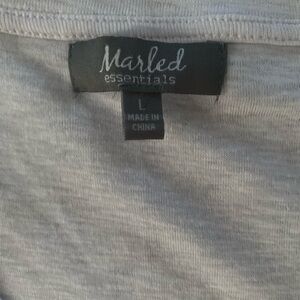 Marled
essentials
L
MADE IN
CHINA